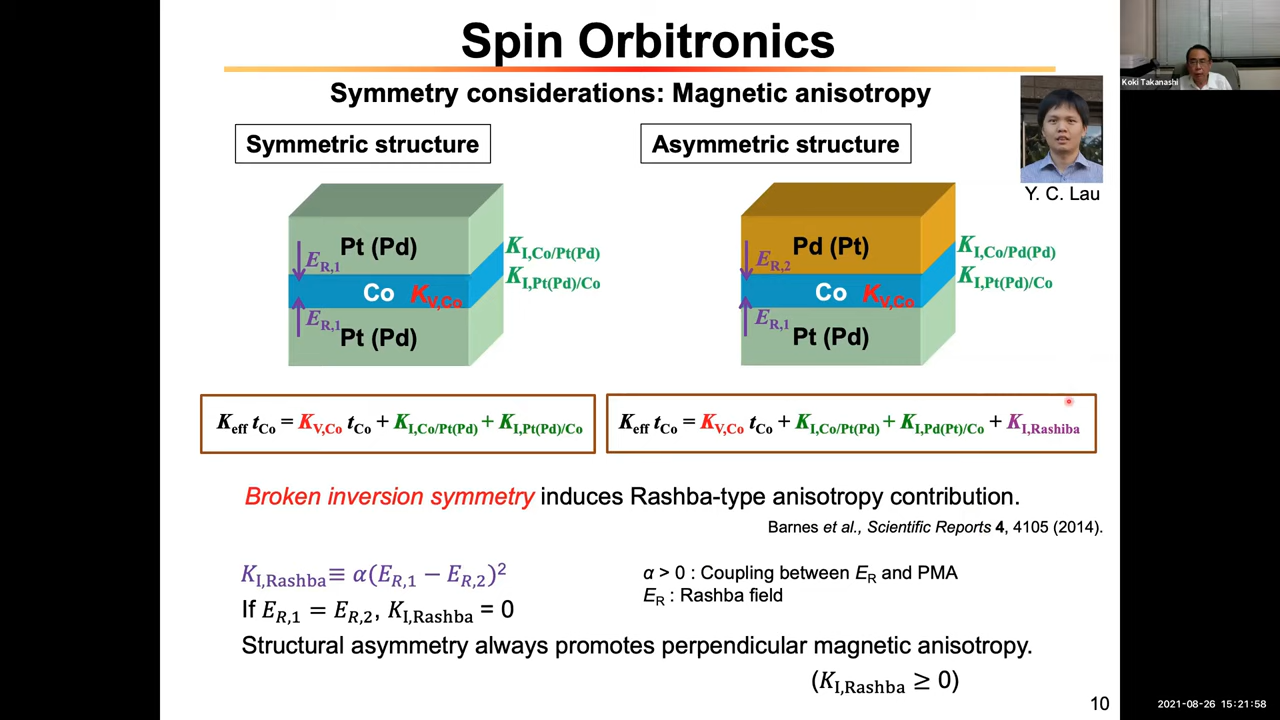 Spin Orbitronics
Koki Takanashi
Symmetry considerations: Magnetic anisotropy
Symmetric structure
Asymmetric structure
Y. C. Lau
Pt (Pd)
E_R,1
Co K_V,Co
E_R,1
Pt (Pd)
K_I,Co/Pt(Pd)
K_I,Pt(Pd)/Co
Pd (Pt)
E_R,2
Co K_V,Co
E_R,1
Pt (Pd)
K_I,Co/Pd(Pd)
K_I,Pt(Pd)/Co
K_eff t_Co = K_V,Co t_Co + K_I,Co/Pt(Pd) + K_I,Pt(Pd)/Co
K_eff t_Co = K_V,Co t_Co + K_I,Co/Pt(Pd) + K_I,Pd(Pt)/Co + K_I,Rashiba
Broken inversion symmetry induces Rashba-type anisotropy contribution.
Barnes et al., Scientific Reports 4, 4105 (2014).
K_I,Rashba ≡ α(E_R,1 − E_R,2)²
If E_R,1 = E_R,2, K_I,Rashba = 0
α > 0 : Coupling between E_R and PMA
E_R : Rashba field
Structural asymmetry always promotes perpendicular magnetic anisotropy.
(K_I,Rashba ≥ 0)
10
2021-08-26 15:21:58